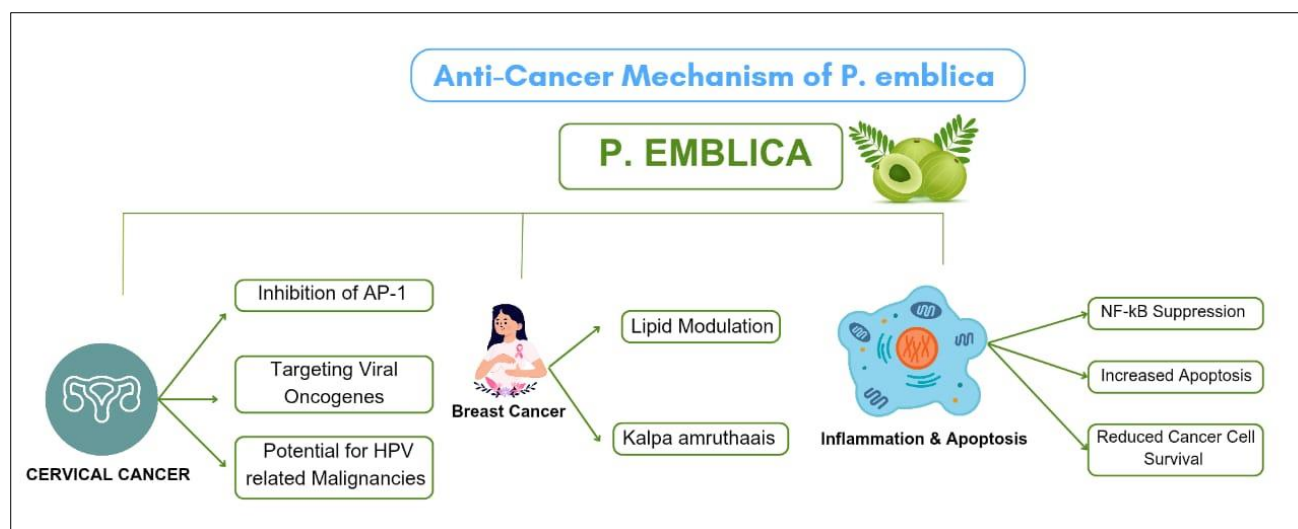 Anti-Cancer Mechanism of P. emblica
P. EMBLICA
Inhibition of AP-1
Targeting Viral
Oncogenes
Potential for HPV
related Malignancies
CERVICAL CANCER
Lipid Modulation
Kalpa amruthaais
Breast Cancer
NF-kB Suppression
Increased Apoptosis
Reduced Cancer Cell
Survival
Inflammation & Apoptosis